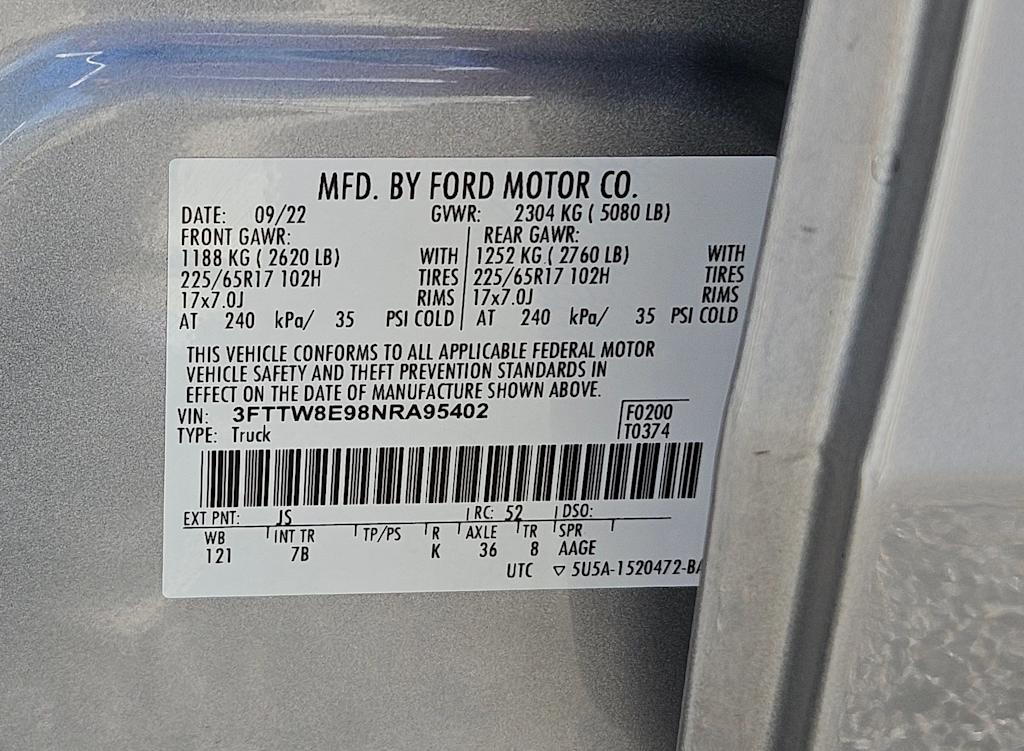 MFD. BY FORD MOTOR CO.
DATE: 09/22 GVWR: 2304 KG ( 5080 LB)
FRONT GAWR: REAR GAWR:
1188 KG ( 2620 LB) WITH 1252 KG ( 2760 LB) WITH
225/65R17 102H TIRES 225/65R17 102H TIRES
17x7.0J RIMS 17x7.0J RIMS
AT 240 kPa/ 35 PSI COLD AT 240 kPa/ 35 PSI COLD
THIS VEHICLE CONFORMS TO ALL APPLICABLE FEDERAL MOTOR
VEHICLE SAFETY AND THEFT PREVENTION STANDARDS IN
EFFECT ON THE DATE OF MANUFACTURE SHOWN ABOVE.
VIN: 3FTTW8E98NRA95402 F0200
TYPE: Truck T0374
EXT PNT: JS RC: 52 DSO:
WB INT TR TP/PS R AXLE TR SPR
121 7B K 36 8 AAGE
UTC ▽ 5U5A-1520472-BA